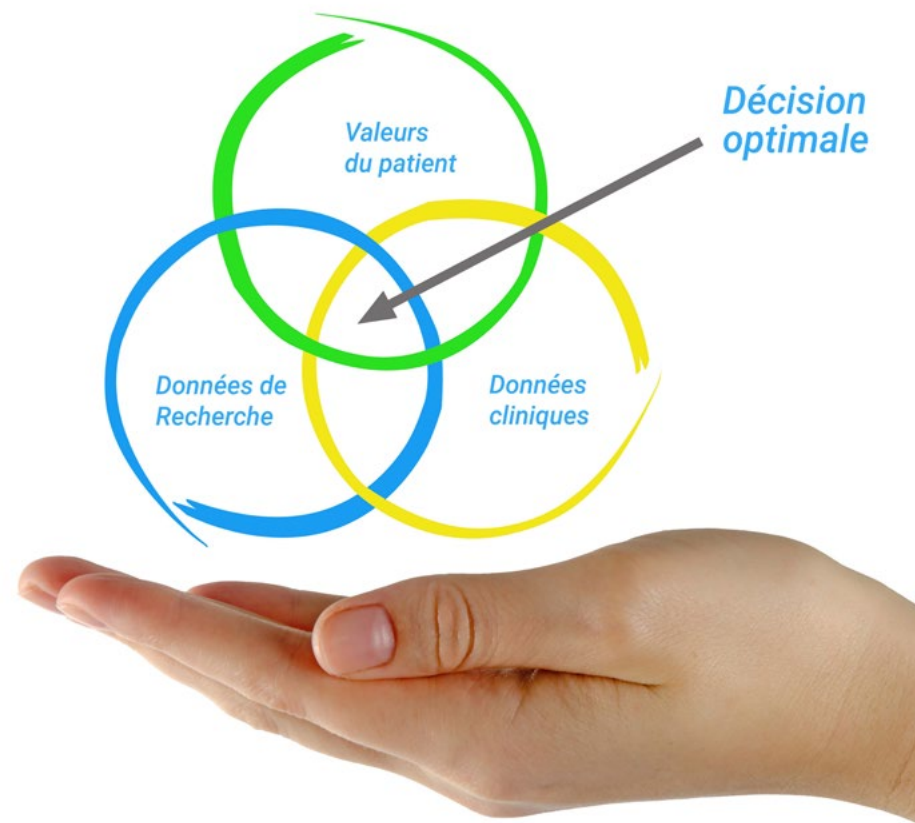 Valeurs
du patient
Décision
optimale
Données de
Recherche
Données
cliniques